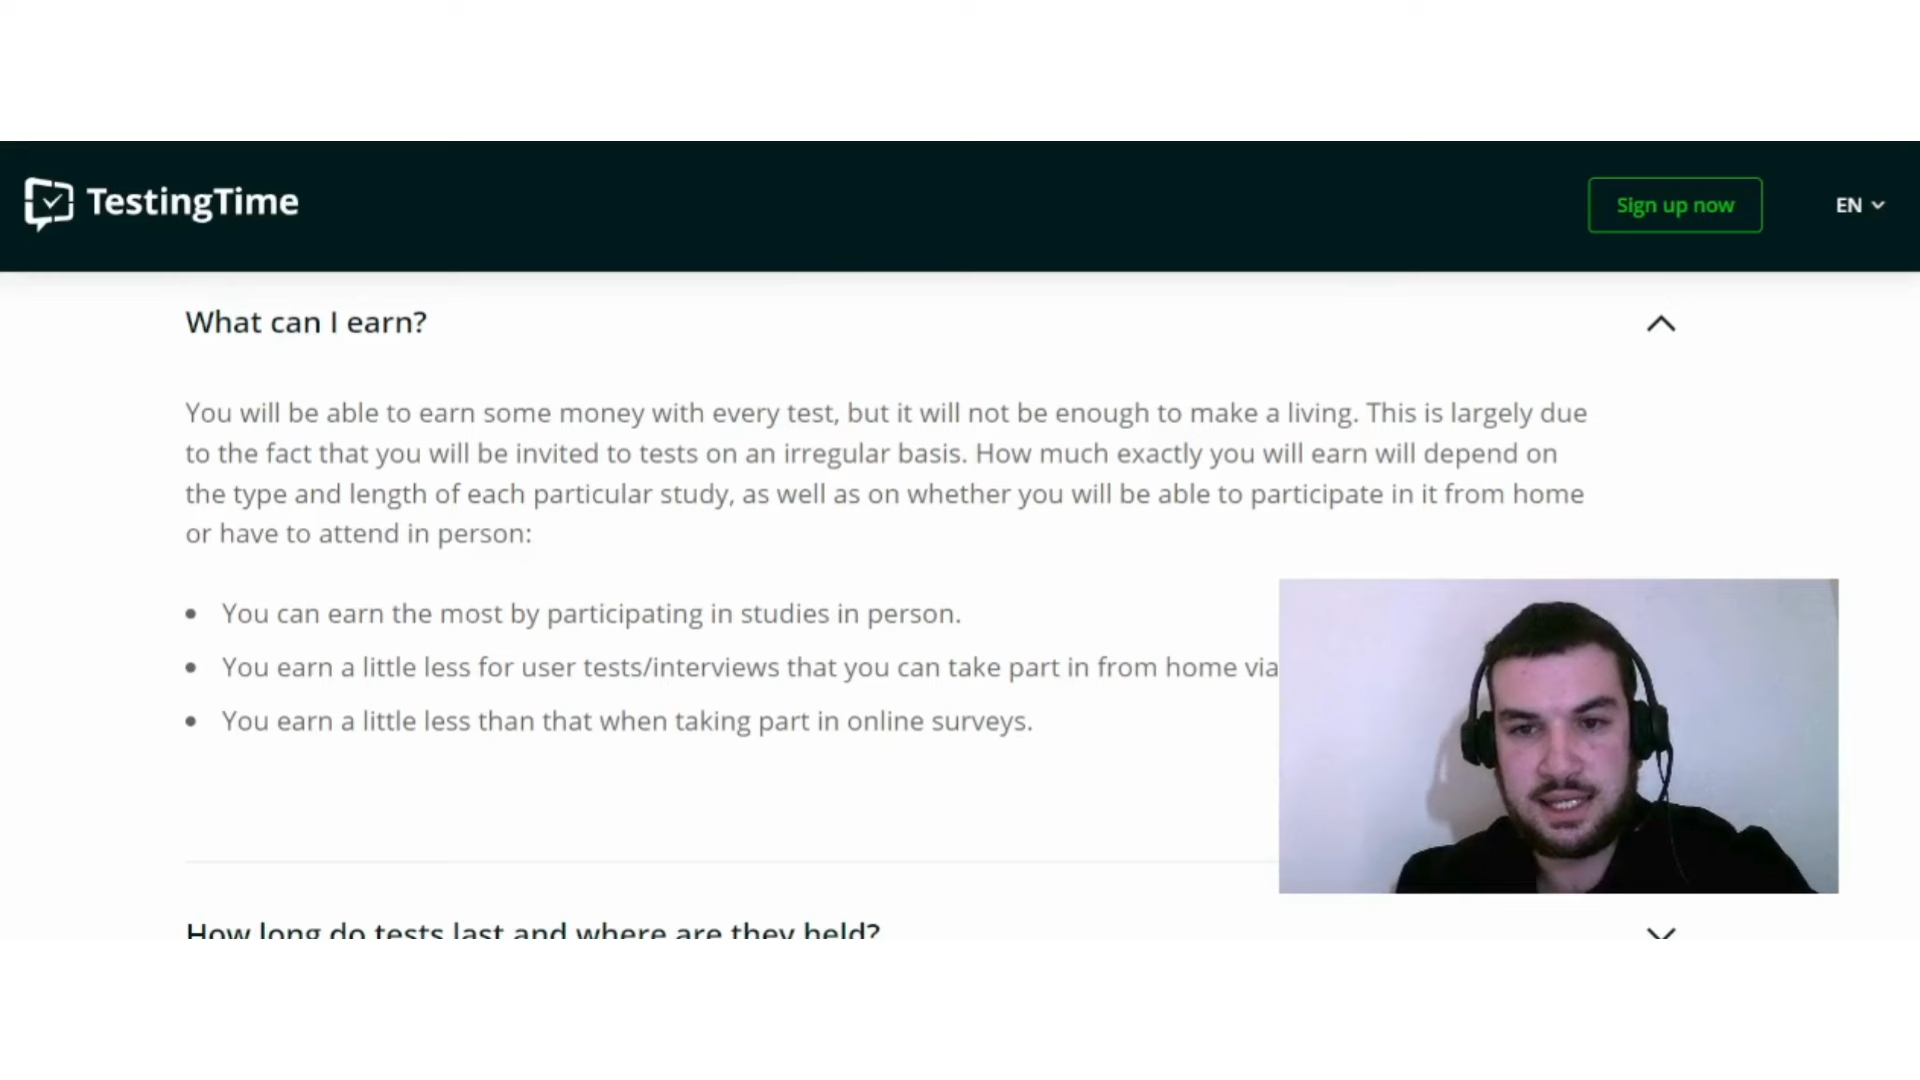 TestingTime
Sign up now
EN
What can I earn?
You will be able to earn some money with every test, but it will not be enough to make a living. This is largely due
to the fact that you will be invited to tests on an irregular basis. How much exactly you will earn will depend on
the type and length of each particular study, as well as on whether you will be able to participate in it from home
or have to attend in person:
You can earn the most by participating in studies in person.
You earn a little less for user tests/interviews that you can take part in from home via
You earn a little less than that when taking part in online surveys.
How long do tests last and where are they held?